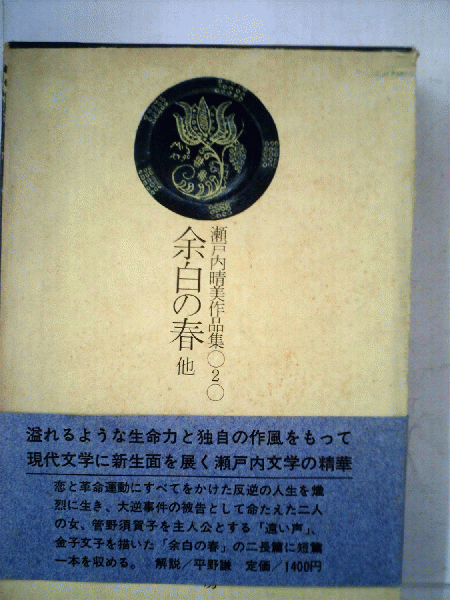 瀬戸内晴美作品集○2○
余白の春 他
溢れるような生命力と独自の作風をもって
現代文学に新生面を展く瀬戸内文学の精華
恋と革命運動にすべてをかけた反逆の人生を熾
烈に生き、大逆事件の被告として命たえた二人
の女、管野須賀子を主人公とする「遠い声」、
金子文子を描いた「余白の春」の二長篇に短篇
一本を収める。 解説/平野謙 定価/1400円